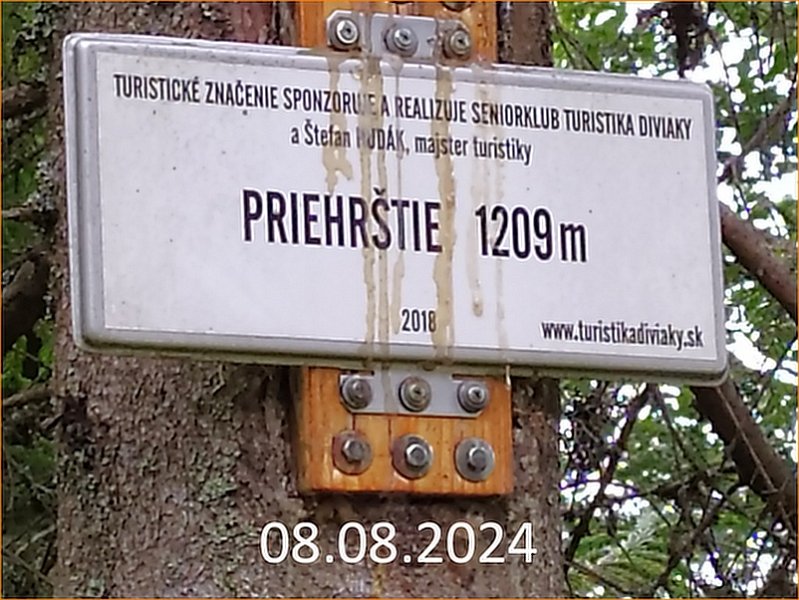 TURISTICKÉ ZNAČENIE SPONZORUJE A REALIZUJE SENIORKLUB TURISTIKA DIVIAKY
a Štefan HUDÁK, majster turistiky
PRIEHRŠTIE 1209 m
2018
www.turistikadiviaky.sk
08.08.2024